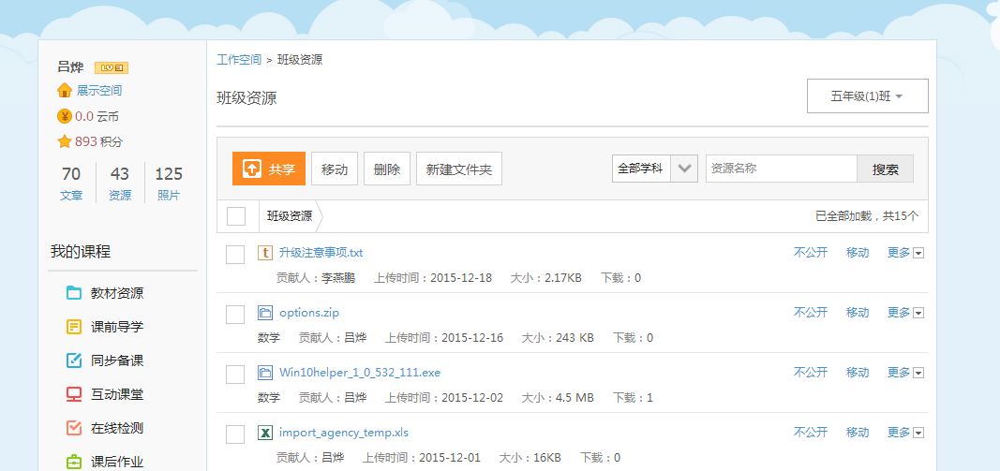 吕烨 LV三
展示空间
¥ 0.0 云币
893 积分
70 43 125
文章 资源 照片
我的课程
教材资源
课前导学
同步备课
互动课堂
在线检测
课后作业
工作空间 > 班级资源
班级资源
五年级(1)班
共享 移动 删除 新建文件夹 全部学科 资源名称 搜索
班级资源 已全部加载，共15个
t 升级注意事项.txt 不公开 移动 更多
贡献人：李燕鹏 上传时间：2015-12-18 大小：2.17KB 下载：0
options.zip 不公开 移动 更多
数学 贡献人：吕烨 上传时间：2015-12-16 大小：243 KB 下载：0
Win10helper_1_0_532_111.exe 不公开 移动 更多
数学 贡献人：吕烨 上传时间：2015-12-02 大小：4.5 MB 下载：1
X import_agency_temp.xls 不公开 移动 更多
贡献人：吕烨 上传时间：2015-12-01 大小：16KB 下载：0